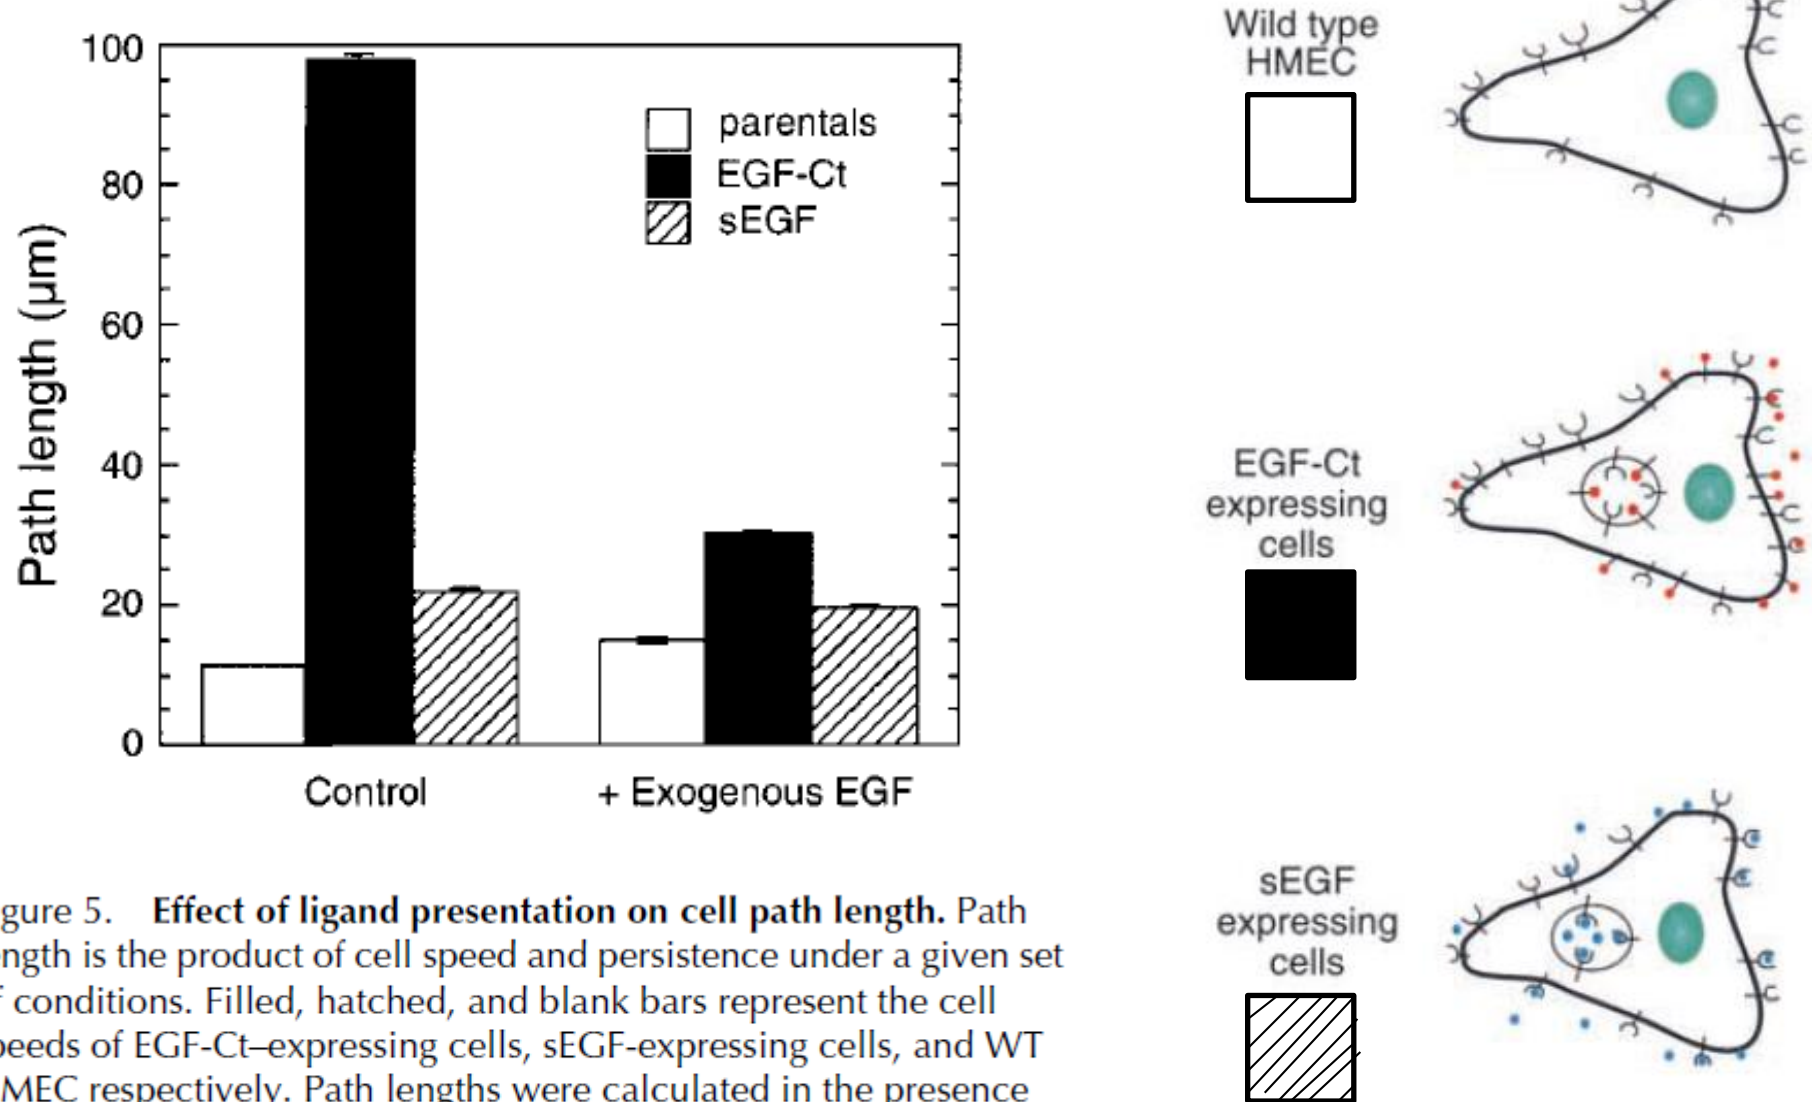 100
80
60
40
20
0
Path length (µm)
parentals
EGF-Ct
sEGF
Control
+ Exogenous EGF
gure 5. Effect of ligand presentation on cell path length. Path
ngth is the product of cell speed and persistence under a given set
f conditions. Filled, hatched, and blank bars represent the cell
peeds of EGF-Ct–expressing cells, sEGF-expressing cells, and WT
MEC respectively. Path lengths were calculated in the presence
Wild type
HMEC
EGF-Ct
expressing
cells
sEGF
expressing
cells